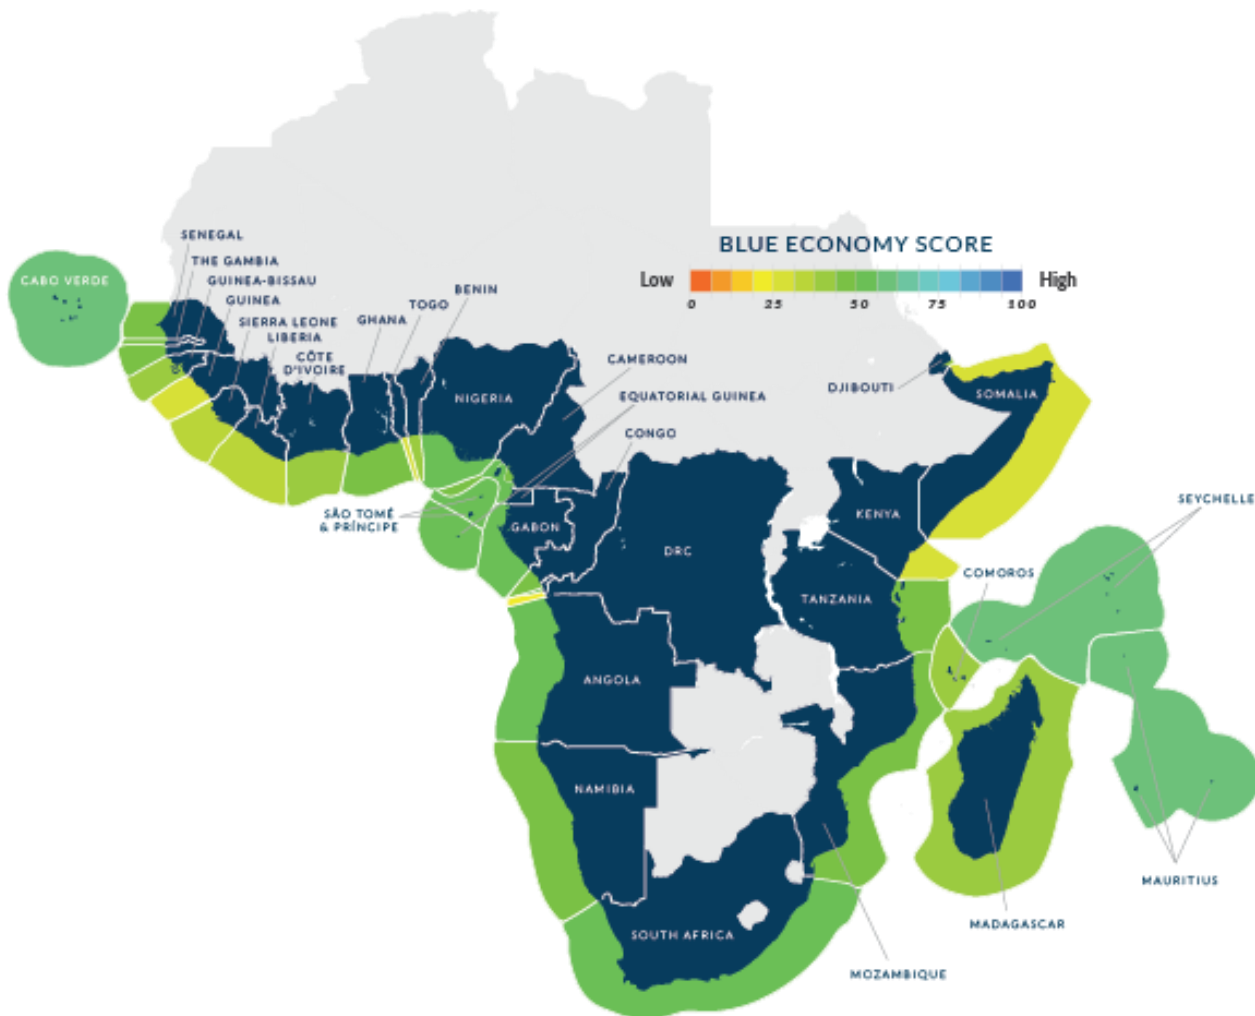 SENEGAL
THE GAMBIA
GUINEA-BISSAU
GUINEA
SIERRA LEONE
LIBERIA
CÔTE
D'IVOIRE
GHANA
TOGO
BENIN
CABO VERDE
BLUE ECONOMY SCORE
Low
High
0 25 50 75 100
NIGERIA
CAMEROON
EQUATORIAL GUINEA
CONGO
DJIBOUTI
SOMALIA
SÃO TOMÉ
& PRÍNCIPE
GABON
DRC
KENYA
TANZANIA
SEYCHELLE
COMOROS
ANGOLA
NAMIBIA
SOUTH AFRICA
MOZAMBIQUE
MADAGASCAR
MAURITIUS